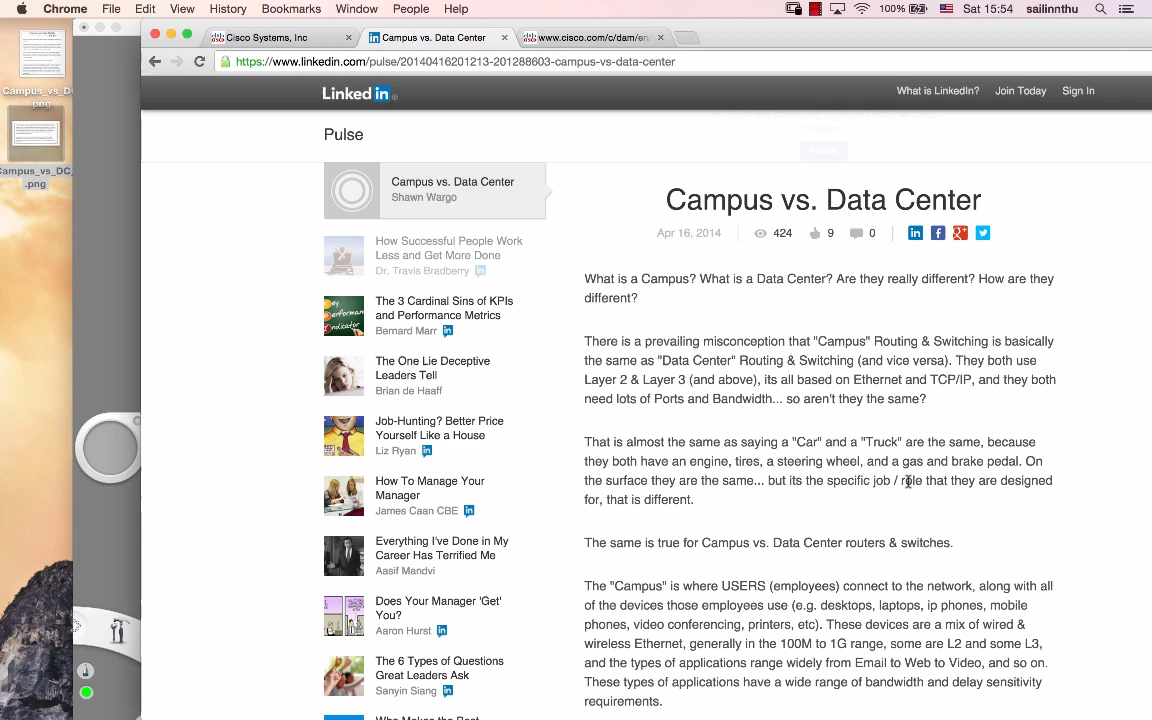 Chrome File Edit View History Bookmarks Window People Help
100% Sat 15:54 sailinnthu
Campus_vs_D
png
Campus_vs_DC_
.png
Cisco Systems, Inc
Campus vs. Data Center
www.cisco.com/c/dam/en/
https://www.linkedin.com/pulse/20140416201213-201288603-campus-vs-data-center
Linked in
What is LinkedIn? Join Today Sign In
Pulse
Follow
Campus vs. Data Center
Shawn Wargo
How Successful People Work
Less and Get More Done
Dr. Travis Bradberry in
The 3 Cardinal Sins of KPIs
and Performance Metrics
Bernard Marr in
The One Lie Deceptive
Leaders Tell
Brian de Haaff
Job-Hunting? Better Price
Yourself Like a House
Liz Ryan in
How To Manage Your
Manager
James Caan CBE in
Everything I've Done in My
Career Has Terrified Me
Aasif Mandvi
Does Your Manager 'Get'
You?
Aaron Hurst in
The 6 Types of Questions
Great Leaders Ask
Sanyin Siang in
Campus vs. Data Center
Apr 16, 2014 424 9 0
What is a Campus? What is a Data Center? Are they really different? How are they
different?
There is a prevailing misconception that "Campus" Routing & Switching is basically
the same as "Data Center" Routing & Switching (and vice versa). They both use
Layer 2 & Layer 3 (and above), its all based on Ethernet and TCP/IP, and they both
need lots of Ports and Bandwidth... so aren't they the same?
That is almost the same as saying a "Car" and a "Truck" are the same, because
they both have an engine, tires, a steering wheel, and a gas and brake pedal. On
the surface they are the same... but its the specific job / role that they are designed
for, that is different.
The same is true for Campus vs. Data Center routers & switches.
The "Campus" is where USERS (employees) connect to the network, along with all
of the devices those employees use (e.g. desktops, laptops, ip phones, mobile
phones, video conferencing, printers, etc). These devices are a mix of wired &
wireless Ethernet, generally in the 100M to 1G range, some are L2 and some L3,
and the types of applications range widely from Email to Web to Video, and so on.
These types of applications have a wide range of bandwidth and delay sensitivity
requirements.